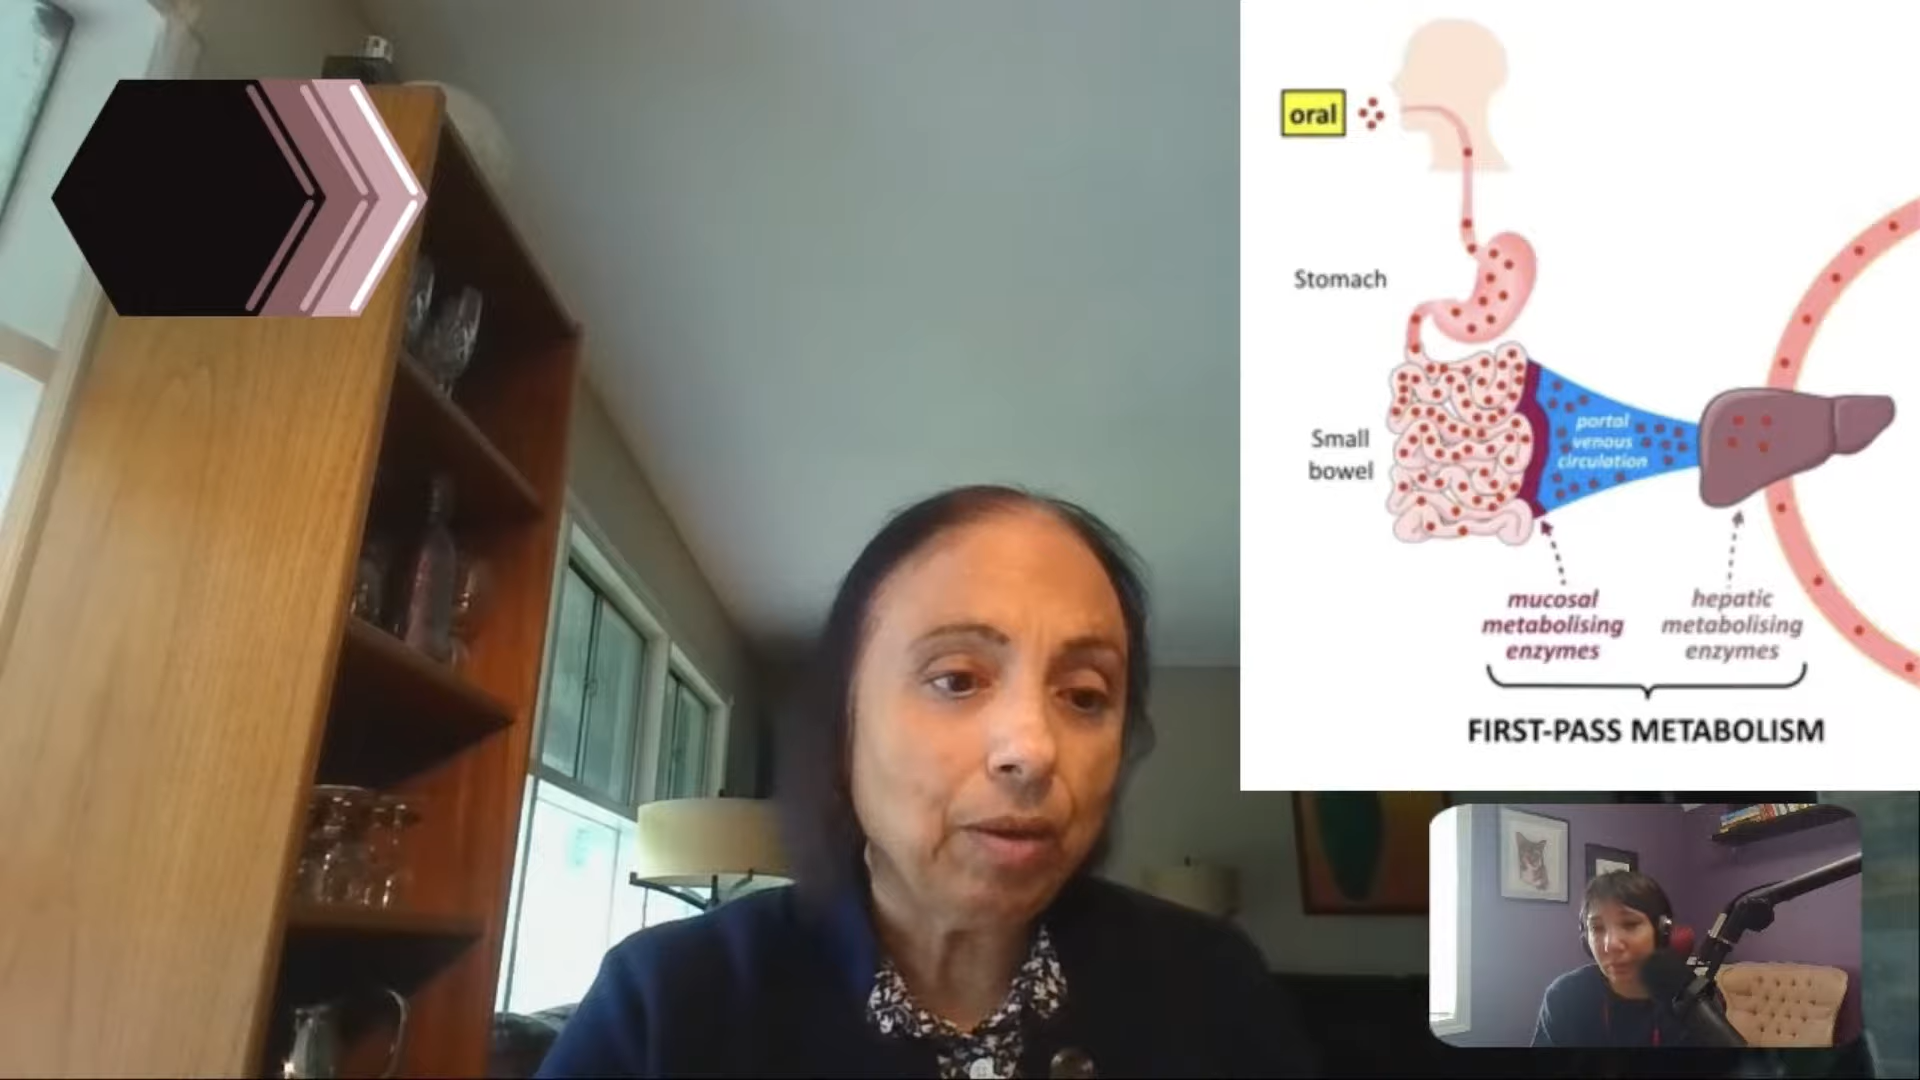 oral
Stomach
Small
bowel
portal
venous
circulation
mucosal
metabolising
enzymes
hepatic
metabolising
enzymes
FIRST-PASS METABOLISM